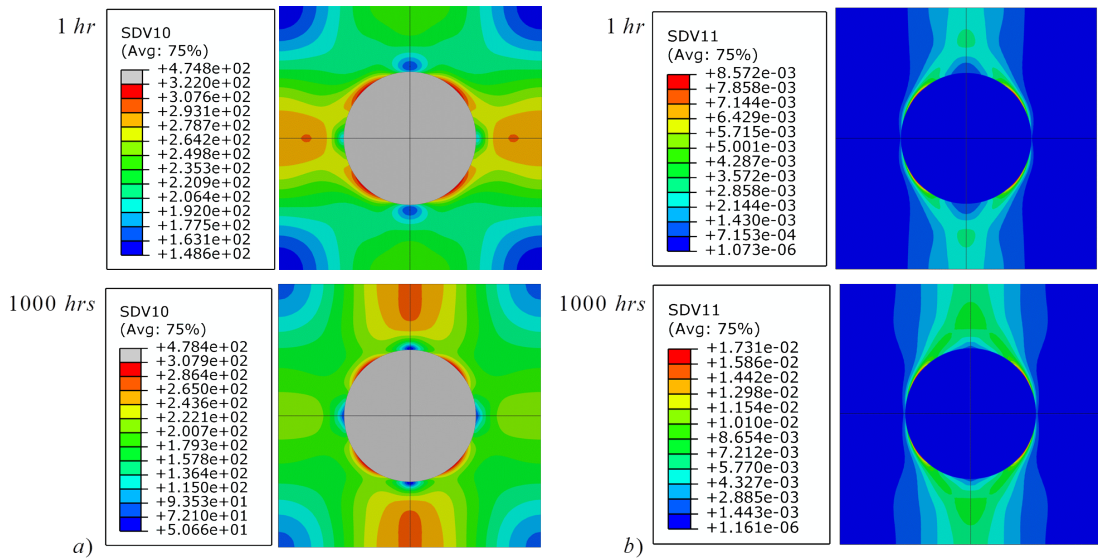 1 hr
SDV10
(Avg: 75%)
+4.748e+02
+3.220e+02
+3.076e+02
+2.931e+02
+2.787e+02
+2.642e+02
+2.498e+02
+2.353e+02
+2.209e+02
+2.064e+02
+1.920e+02
+1.775e+02
+1.631e+02
+1.486e+02
1 hr
SDV11
(Avg: 75%)
+8.572e-03
+7.858e-03
+7.144e-03
+6.429e-03
+5.715e-03
+5.001e-03
+4.287e-03
+3.572e-03
+2.858e-03
+2.144e-03
+1.430e-03
+7.153e-04
+1.073e-06
1000 hrs
SDV10
(Avg: 75%)
+4.784e+02
+3.079e+02
+2.864e+02
+2.650e+02
+2.436e+02
+2.221e+02
+2.007e+02
+1.793e+02
+1.578e+02
+1.364e+02
+1.150e+02
+9.353e+01
+7.210e+01
+5.066e+01
a)
1000 hrs
SDV11
(Avg: 75%)
+1.731e-02
+1.586e-02
+1.442e-02
+1.298e-02
+1.154e-02
+1.010e-02
+8.654e-03
+7.212e-03
+5.770e-03
+4.327e-03
+2.885e-03
+1.443e-03
+1.161e-06
b)